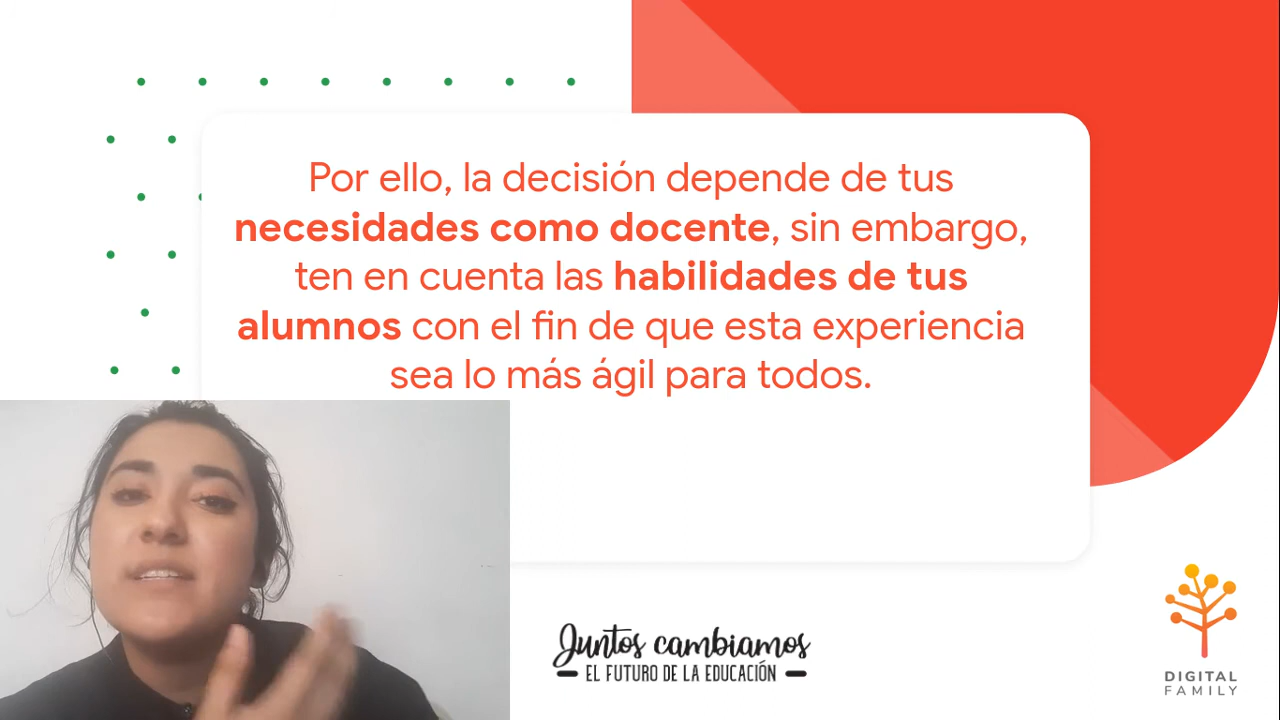 Por ello, la decisión depende de tus
necesidades como docente, sin embargo,
ten en cuenta las habilidades de tus
alumnos con el fin de que esta experiencia
sea lo más ágil para todos.
Juntos cambiamos
EL FUTURO DE LA EDUCACIÓN
DIGITAL
FAMILY